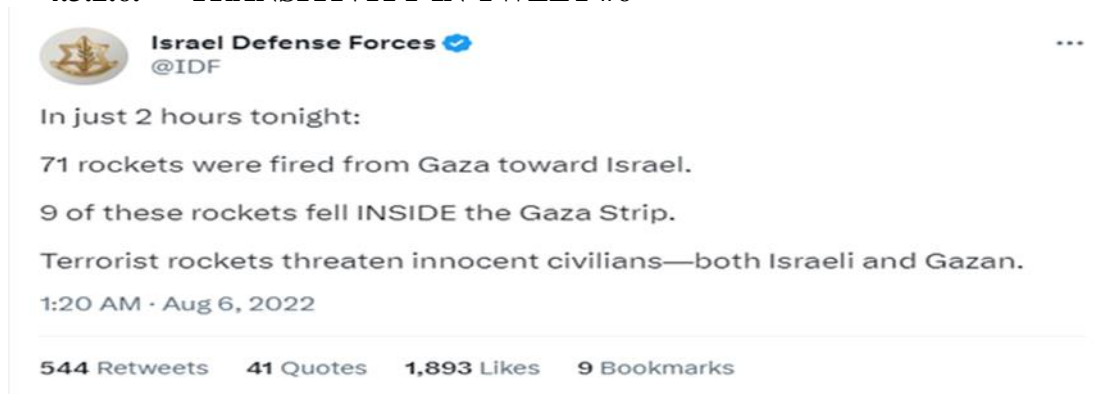 Israel Defense Forces
@IDF
In just 2 hours tonight:
71 rockets were fired from Gaza toward Israel.
9 of these rockets fell INSIDE the Gaza Strip.
Terrorist rockets threaten innocent civilians—both Israeli and Gazan.
1:20 AM · Aug 6, 2022
544 Retweets 41 Quotes 1,893 Likes 9 Bookmarks